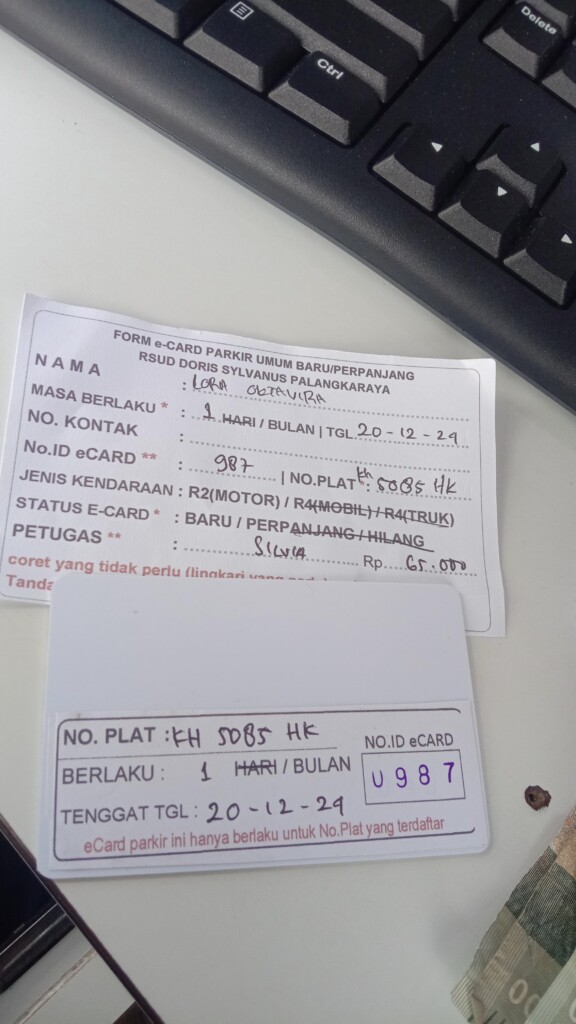 Delete
Ctrl
FORM e-CARD PARKIR UMUM BARU/PERPANJANG
RSUD DORIS SYLVANUS PALANGKARAYA
NAMA : LORA OKTAVIRA
MASA BERLAKU * : 1 HARI / BULAN | TGL 20-12-24
NO. KONTAK :
No.ID eCARD ** : 987 | NO.PLAT * : kh 5085 HK
JENIS KENDARAAN : R2(MOTOR) / R4(MOBIL) / R4(TRUK)
STATUS E-CARD * : BARU / PERPANJANG / HILANG
PETUGAS ** : SILVIA Rp. 65.000
coret yang tidak perlu (lingkari yang
NO. PLAT : KH 5085 HK
NO.ID eCARD
BERLAKU : 1 HARI / BULAN
U987
TENGGAT TGL : 20-12-24
eCard parkir ini hanya berlaku untuk No.Plat yang terdaftar